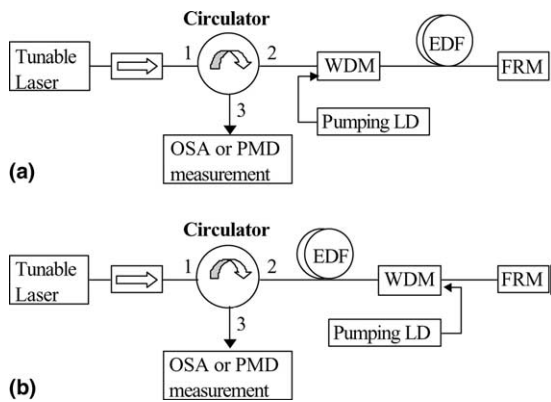 Circulator
Tunable
Laser
1
2
WDM
EDF
FRM
3
Pumping LD
OSA or PMD
measurement
(a)
Circulator
Tunable
Laser
1
2
EDF
WDM
FRM
3
Pumping LD
OSA or PMD
measurement
(b)